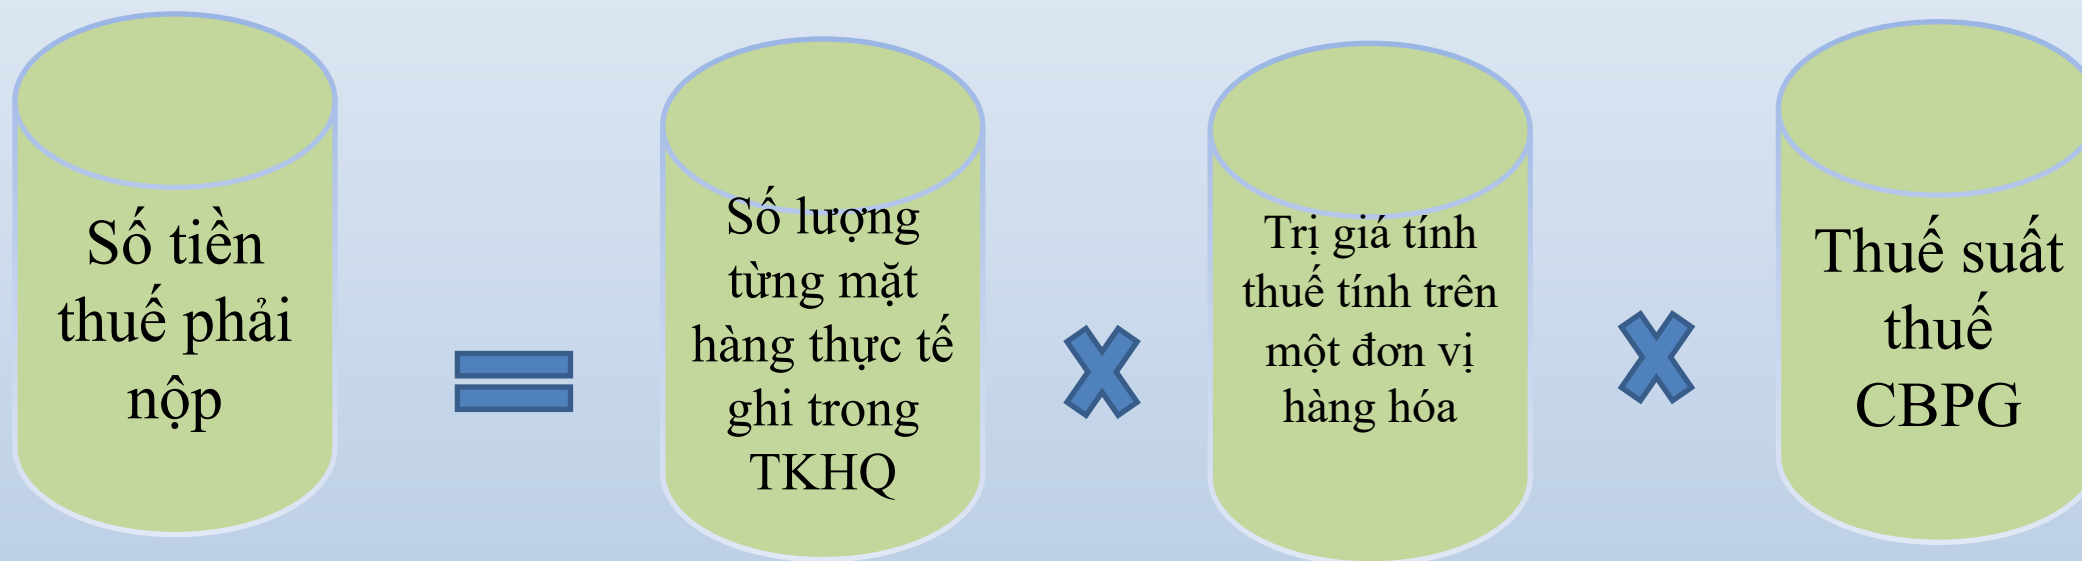 Số tiền
thuế phải
nộp
Số lượng
từng mặt
hàng thực tế
ghi trong
TKHQ
Trị giá tính
thuế tính trên
một đơn vị
hàng hóa
Thuế suất
thuế
CBPG